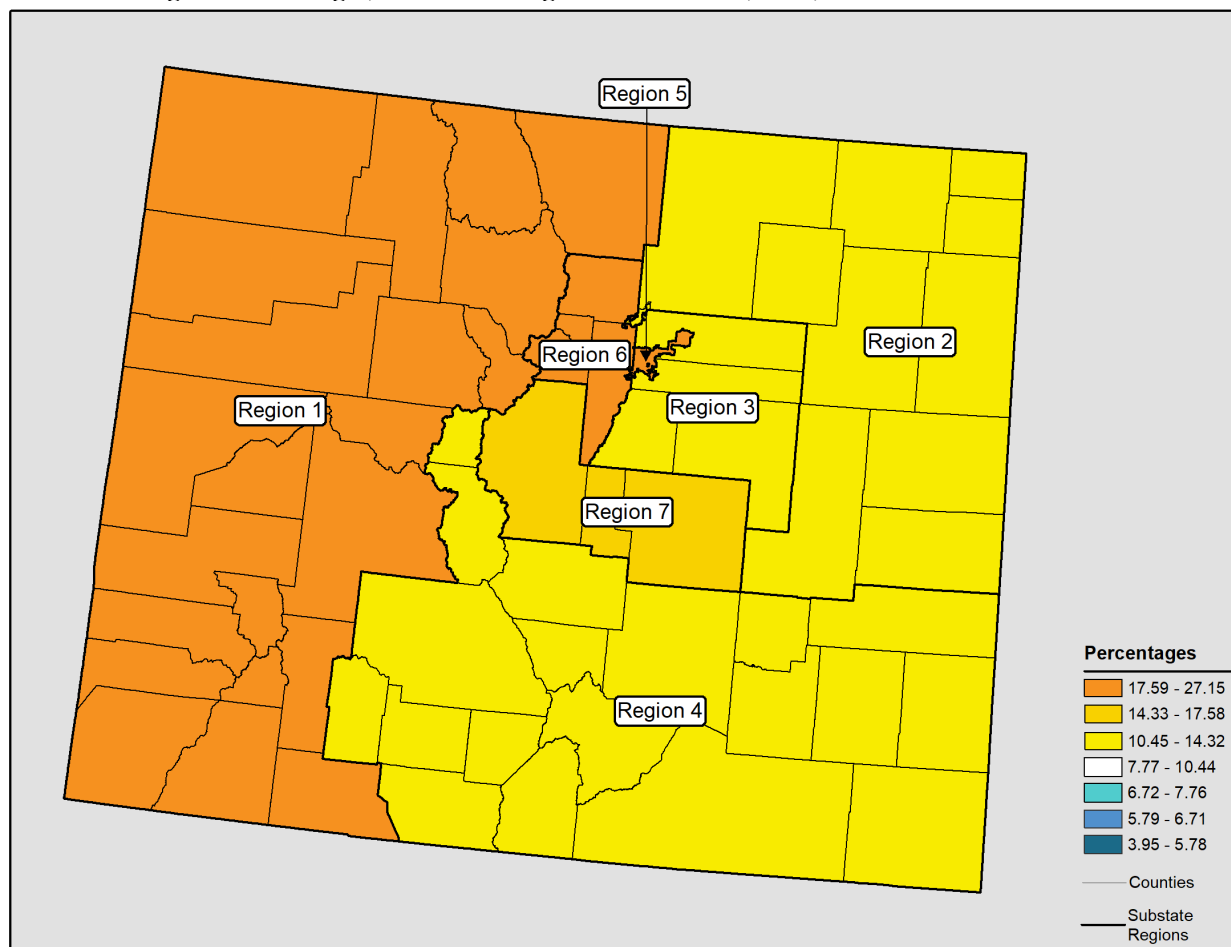 Region 5
Region 2
Region 6
Region 3
Region 1
Region 7
Region 4
Percentages
17.59 - 27.15
14.33 - 17.58
10.45 - 14.32
7.77 - 10.44
6.72 - 7.76
5.79 - 6.71
3.95 - 5.78
Counties
Substate
Regions